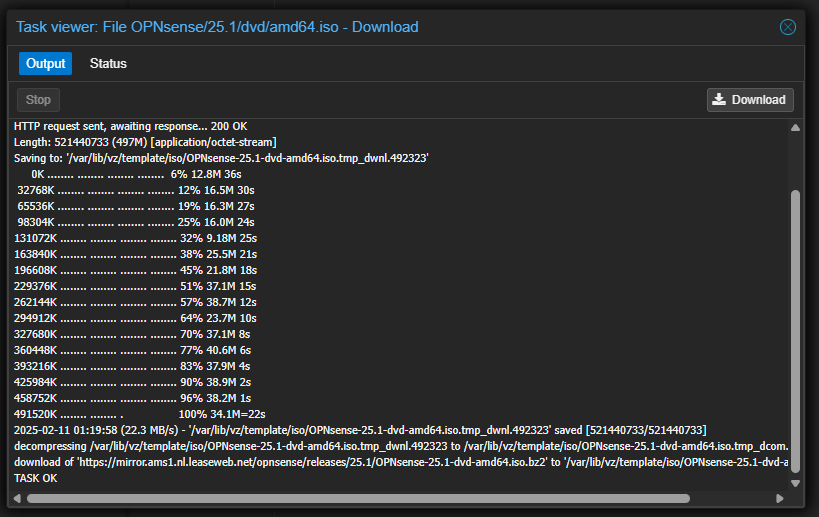 Task viewer: File OPNsense/25.1/dvd/amd64.iso - Download
Output Status
Stop Download
HTTP request sent, awaiting response... 200 OK
Length: 521440733 (497M) [application/octet-stream]
Saving to: '/var/lib/vz/template/iso/OPNsense-25.1-dvd-amd64.iso.tmp_dwnl.492323'
0K ........ ........ ........ ........ 6% 12.8M 36s
32768K ........ ........ ........ ........ 12% 16.5M 30s
65536K ........ ........ ........ ........ 19% 16.3M 27s
98304K ........ ........ ........ ........ 25% 16.0M 24s
131072K ........ ........ ........ ........ 32% 9.18M 25s
163840K ........ ........ ........ ........ 38% 25.5M 21s
196608K ........ ........ ........ ........ 45% 21.8M 18s
229376K ........ ........ ........ ........ 51% 37.1M 15s
262144K ........ ........ ........ ........ 57% 38.7M 12s
294912K ........ ........ ........ ........ 64% 23.7M 10s
327680K ........ ........ ........ ........ 70% 37.1M 8s
360448K ........ ........ ........ ........ 77% 40.6M 6s
393216K ........ ........ ........ ........ 83% 37.9M 4s
425984K ........ ........ ........ ........ 90% 38.9M 2s
458752K ........ ........ ........ ........ 96% 38.2M 1s
491520K ........ ........ . 100% 34.1M=22s
2025-02-11 01:19:58 (22.3 MB/s) - '/var/lib/vz/template/iso/OPNsense-25.1-dvd-amd64.iso.tmp_dwnl.492323' saved [521440733/521440733]
decompressing /var/lib/vz/template/iso/OPNsense-25.1-dvd-amd64.iso.tmp_dwnl.492323 to /var/lib/vz/template/iso/OPNsense-25.1-dvd-amd64.iso.tmp_dcom.
download of 'https://mirror.ams1.nl.leaseweb.net/opnsense/releases/25.1/OPNsense-25.1-dvd-amd64.iso.bz2' to '/var/lib/vz/template/iso/OPNsense-25.1-dvd-a
TASK OK